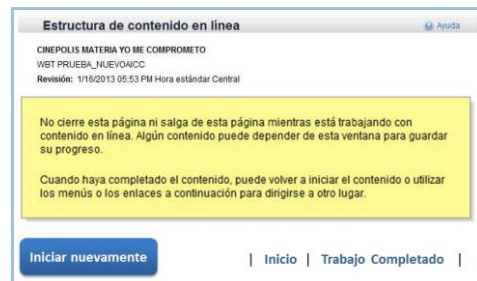 Estructura de contenido en línea
Ayuda
CINEPOLIS MATERIA YO ME COMPROMETO
WBT PRUEBA_NUEVOAICC
Revisión: 1/16/2013 05:53 PM Hora estándar Central
No cierre esta página ni salga de esta página mientras está trabajando con
contenido en línea. Algún contenido puede depender de esta ventana para guardar
su progreso.
Cuando haya completado el contenido, puede volver a iniciar el contenido o utilizar
los menús o los enlaces a continuación para dirigirse a otro lugar.
Iniciar nuevamente | Inicio | Trabajo Completado |